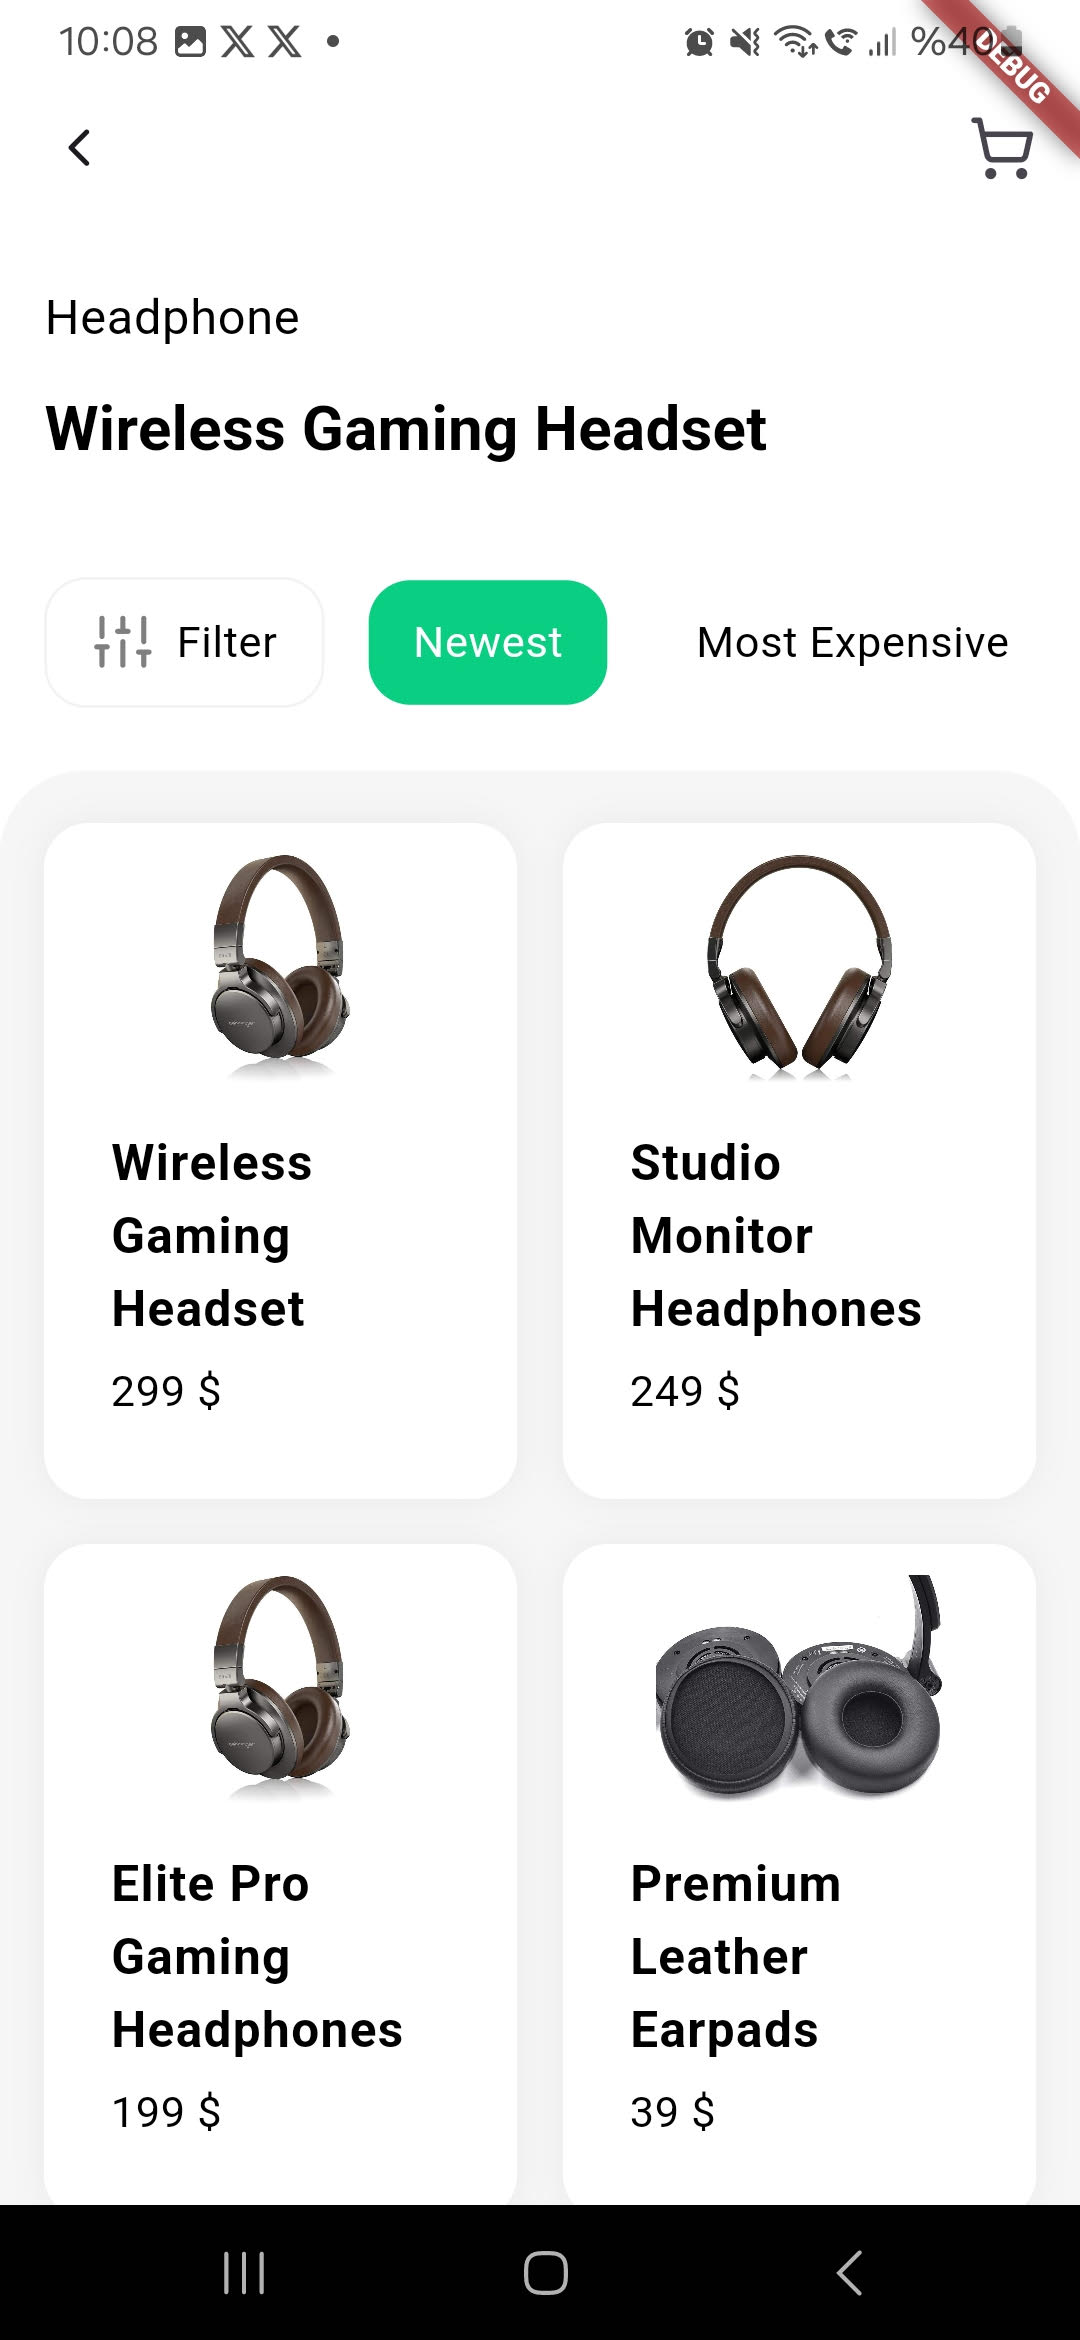 10:08
%40
DEBUG
Headphone
Wireless Gaming Headset
Filter
Newest
Most Expensive
Wireless
Gaming
Headset
299 $
Studio
Monitor
Headphones
249 $
Elite Pro
Gaming
Headphones
199 $
Premium
Leather
Earpads
39 $